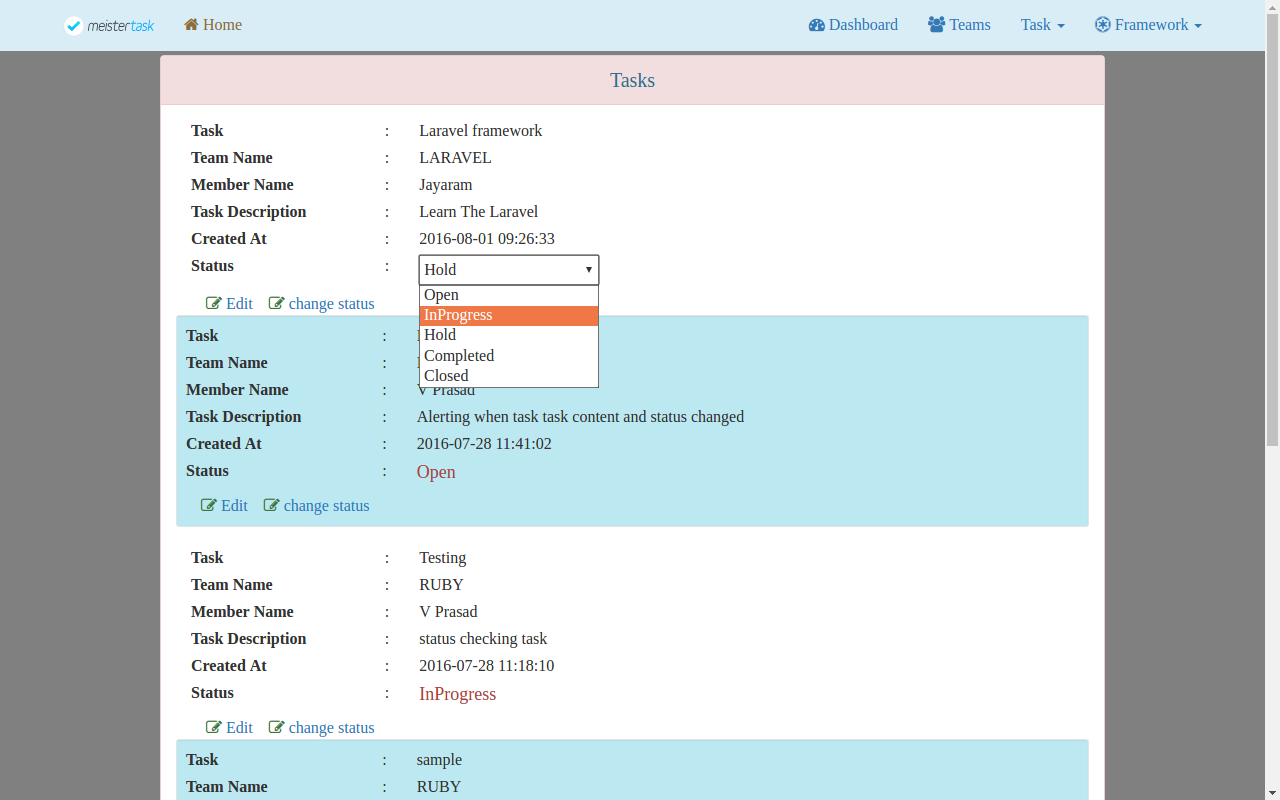 meistertask Home Dashboard Teams Task Framework
Tasks
Task : Laravel framework
Team Name : LARAVEL
Member Name : Jayaram
Task Description : Learn The Laravel
Created At : 2016-08-01 09:26:33
Status : Hold
Open
Edit change status
InProgress
Task :
Hold
Completed
Team Name :
Closed
Member Name : V Prasad
Task Description : Alerting when task task content and status changed
Created At : 2016-07-28 11:41:02
Status : Open
Edit change status
Task : Testing
Team Name : RUBY
Member Name : V Prasad
Task Description : status checking task
Created At : 2016-07-28 11:18:10
Status : InProgress
Edit change status
Task : sample
Team Name : RUBY